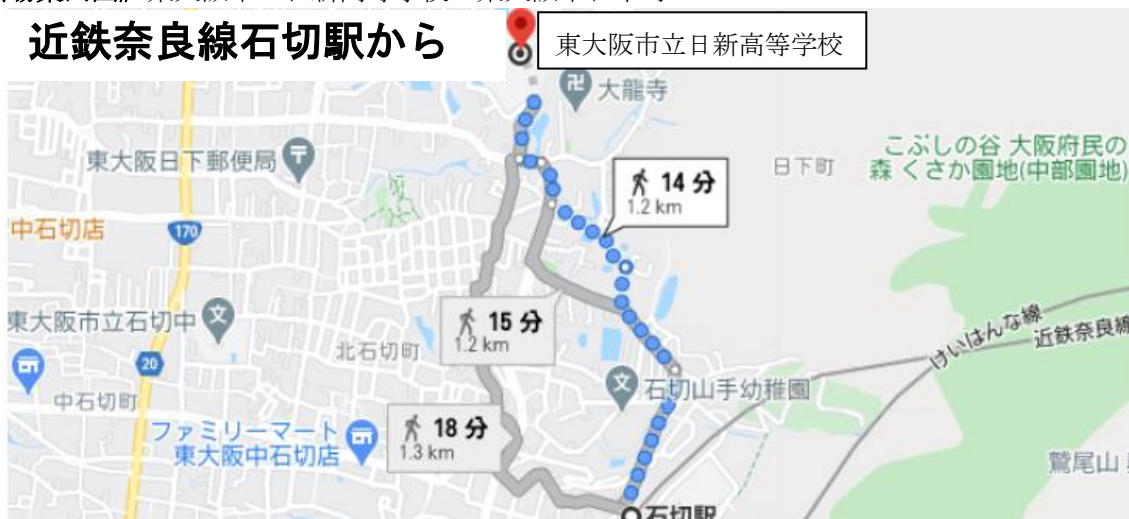 近鉄奈良線石切駅から
東大阪市立日新高等学校
大龍寺
東大阪日下郵便局
日下町
こぶしの谷 大阪府民の
森 くさか園地(中部園地)
14 分
1.2 km
中石切店
170
東大阪市立石切中
15 分
1.2 km
けいはんな線
近鉄奈良線
北石切町
20
石切山手幼稚園
中石切町
18 分
1.3 km
ファミリーマート
東大阪中石切店
鷲尾山
石切駅